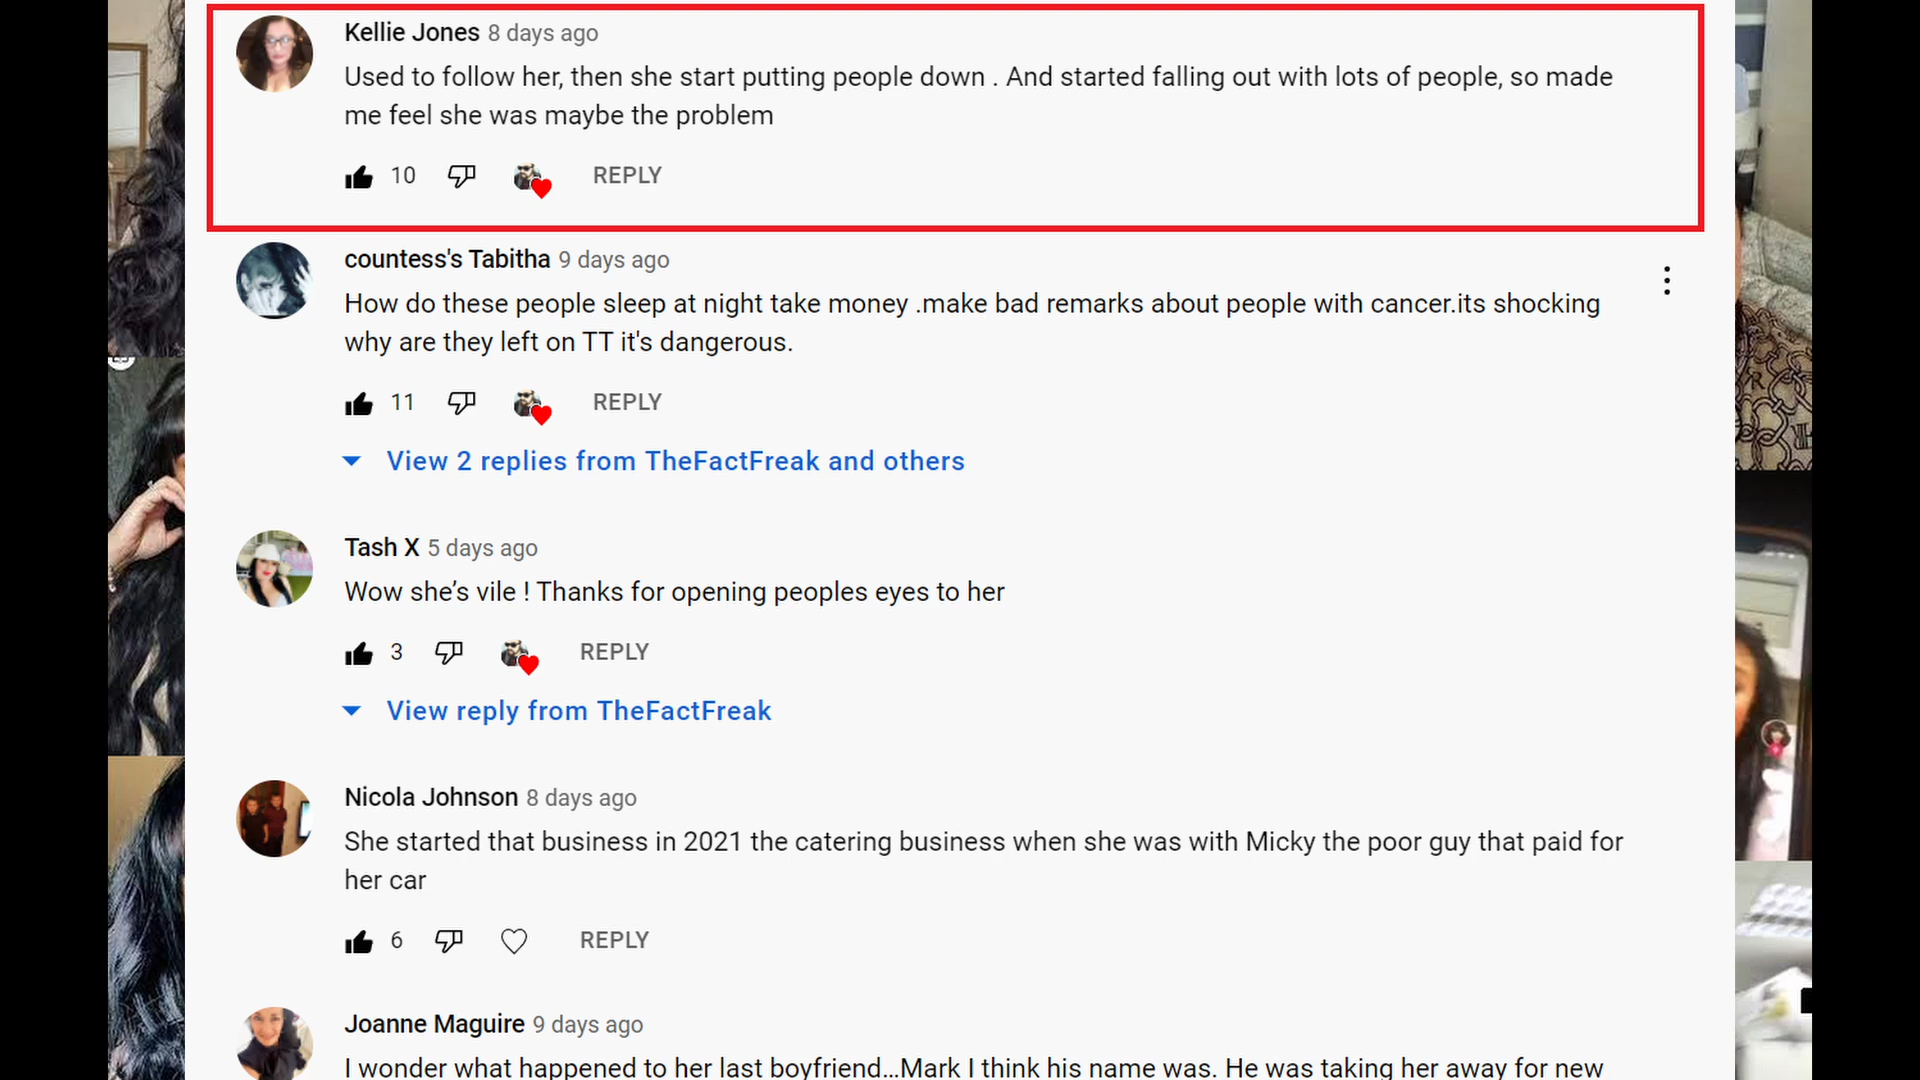 Kellie Jones 8 days ago
Used to follow her, then she start putting people down . And started falling out with lots of people, so made
me feel she was maybe the problem
10 REPLY
countess's Tabitha 9 days ago
How do these people sleep at night take money .make bad remarks about people with cancer.its shocking
why are they left on TT it's dangerous.
11 REPLY
View 2 replies from TheFactFreak and others
Tash X 5 days ago
Wow she’s vile ! Thanks for opening peoples eyes to her
3 REPLY
View reply from TheFactFreak
Nicola Johnson 8 days ago
She started that business in 2021 the catering business when she was with Micky the poor guy that paid for
her car
6 REPLY
Joanne Maguire 9 days ago
I wonder what happened to her last boyfriend...Mark I think his name was. He was taking her away for new